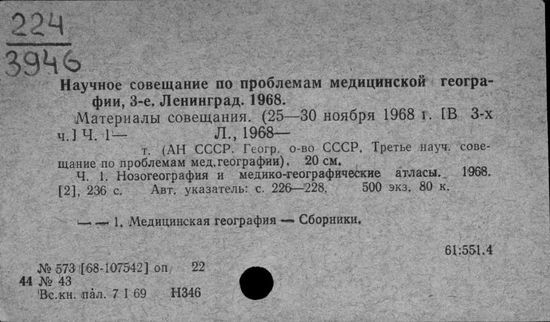 224
3946
Научное совещание по проблемам медицинской геогра-
фии, 3-е. Ленинград. 1968.
Материалы совещания. (25—30 ноября 1968 г. [В 3-х
ч.] Ч. 1— Л., 1968—
т. (АН СССР. Геогр. о-во СССР. Третье науч. сове-
щание по проблемам мед.географии). 20 см.
Ч. 1. Нозогеография и медико-географические атласы. 1968.
[2], 236 с. Авт. указатель: с. 226—228. 500 экз. 80 к.
— — 1. Медицинская география — Сборники.
61:551.4
№ 573 [68-107542] оп 22
44 № 43
Вс.кн. пал. 7 I 69 Н346